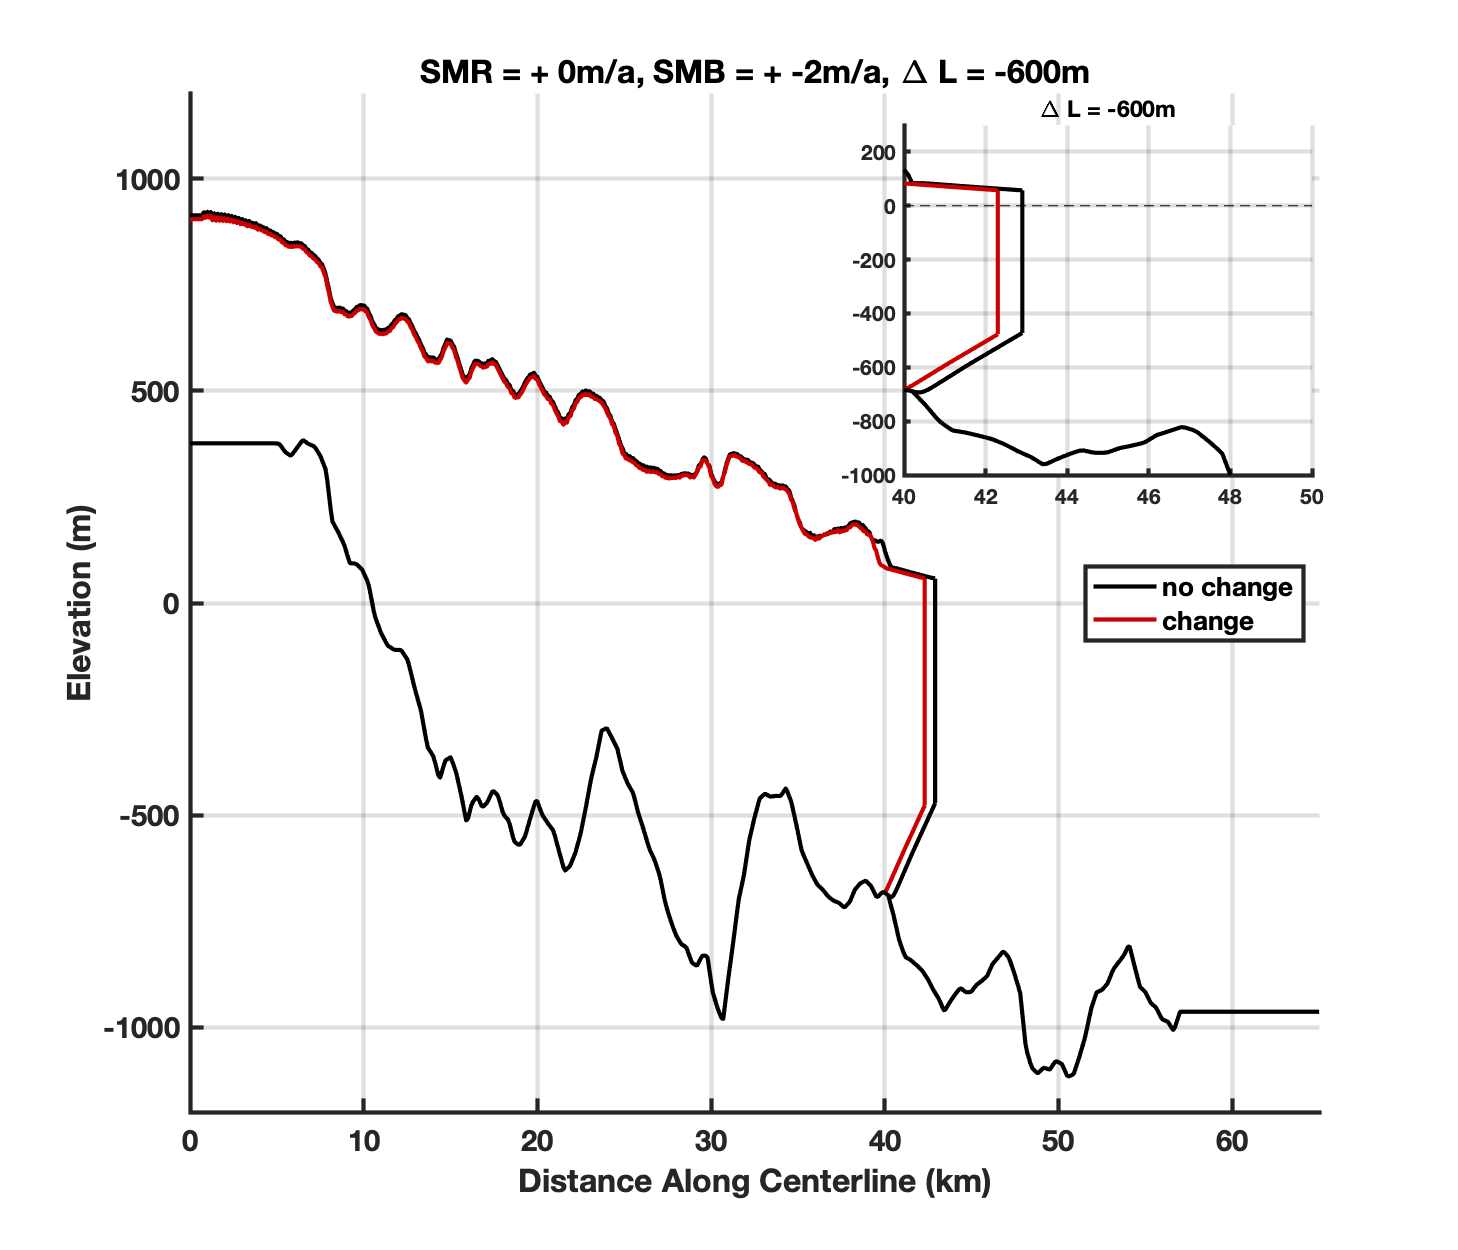 SMR = + 0m/a, SMB = + -2m/a, Δ L = -600m
Δ L = -600m
200
0
-200
-400
-600
-800
-1000
40 42 44 46 48 50
1000
500
0
-500
-1000
Elevation (m)
no change
change
0 10 20 30 40 50 60
Distance Along Centerline (km)